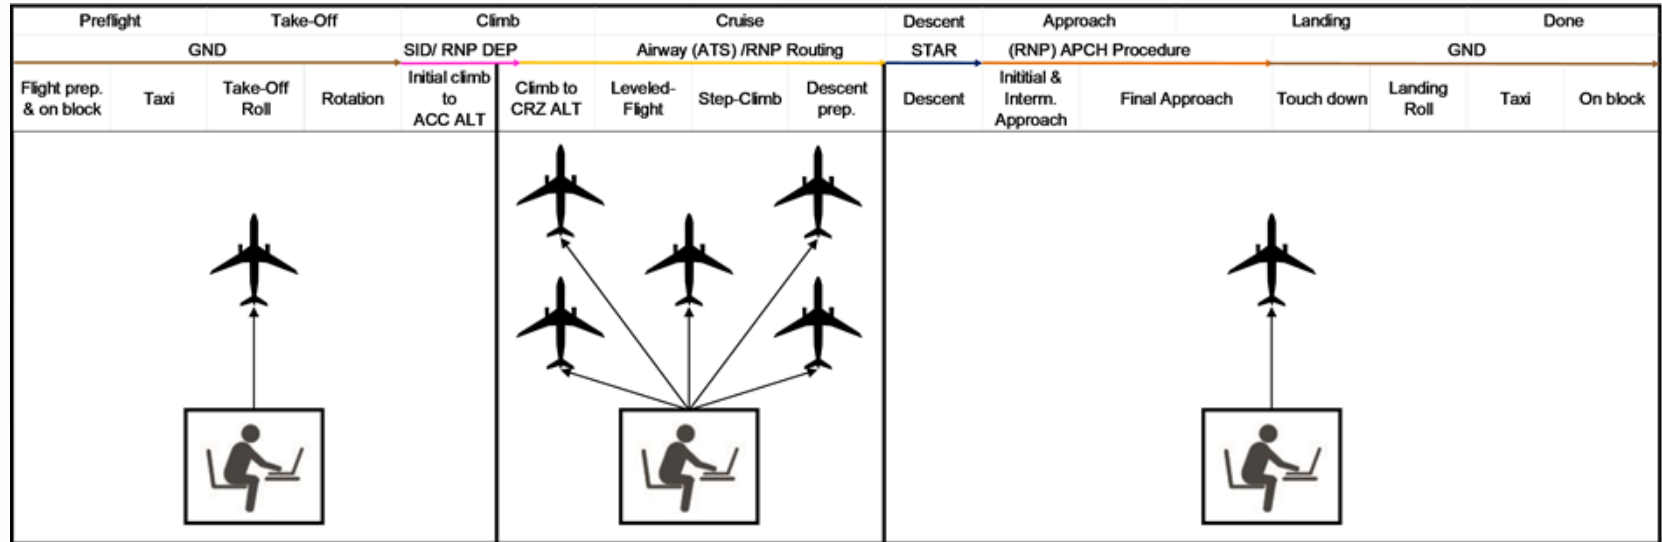 Preflight Take-Off Climb Cruise Descent Approach Landing Done
GND SID/ RNP DEP Airway (ATS) /RNP Routing STAR (RNP) APCH Procedure GND
Flight prep.
& on block
Taxi
Take-Off
Roll
Rotation
Initial climb
to
ACC ALT
Climb to
CRZ ALT
Leveled-
Flight
Step-Climb
Descent
prep.
Descent
Inititial &
Interm.
Approach
Final Approach
Touch down
Landing
Roll
Taxi
On block